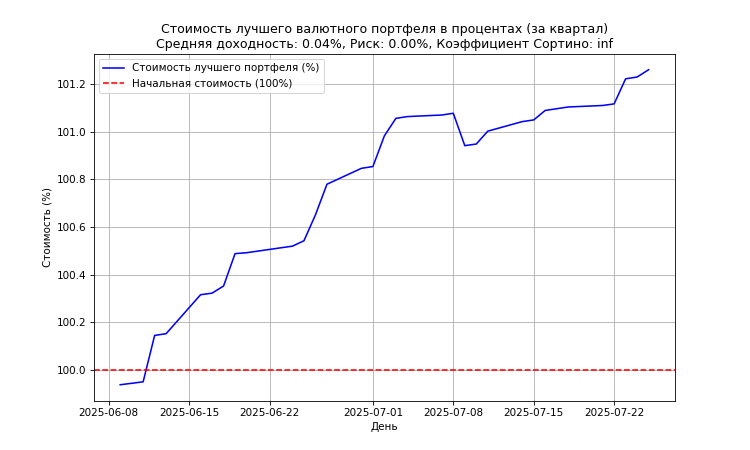 Стоимость лучшего валютного портфеля в процентах (за квартал)
Средняя доходность: 0.04%, Риск: 0.00%, Коэффициент Сортино: inf
Стоимость лучшего портфеля (%)
Начальная стоимость (100%)
Стоимость (%)
101.2
101.0
100.8
100.6
100.4
100.2
100.0
2025-06-08 2025-06-15 2025-06-22 2025-07-01 2025-07-08 2025-07-15 2025-07-22
День